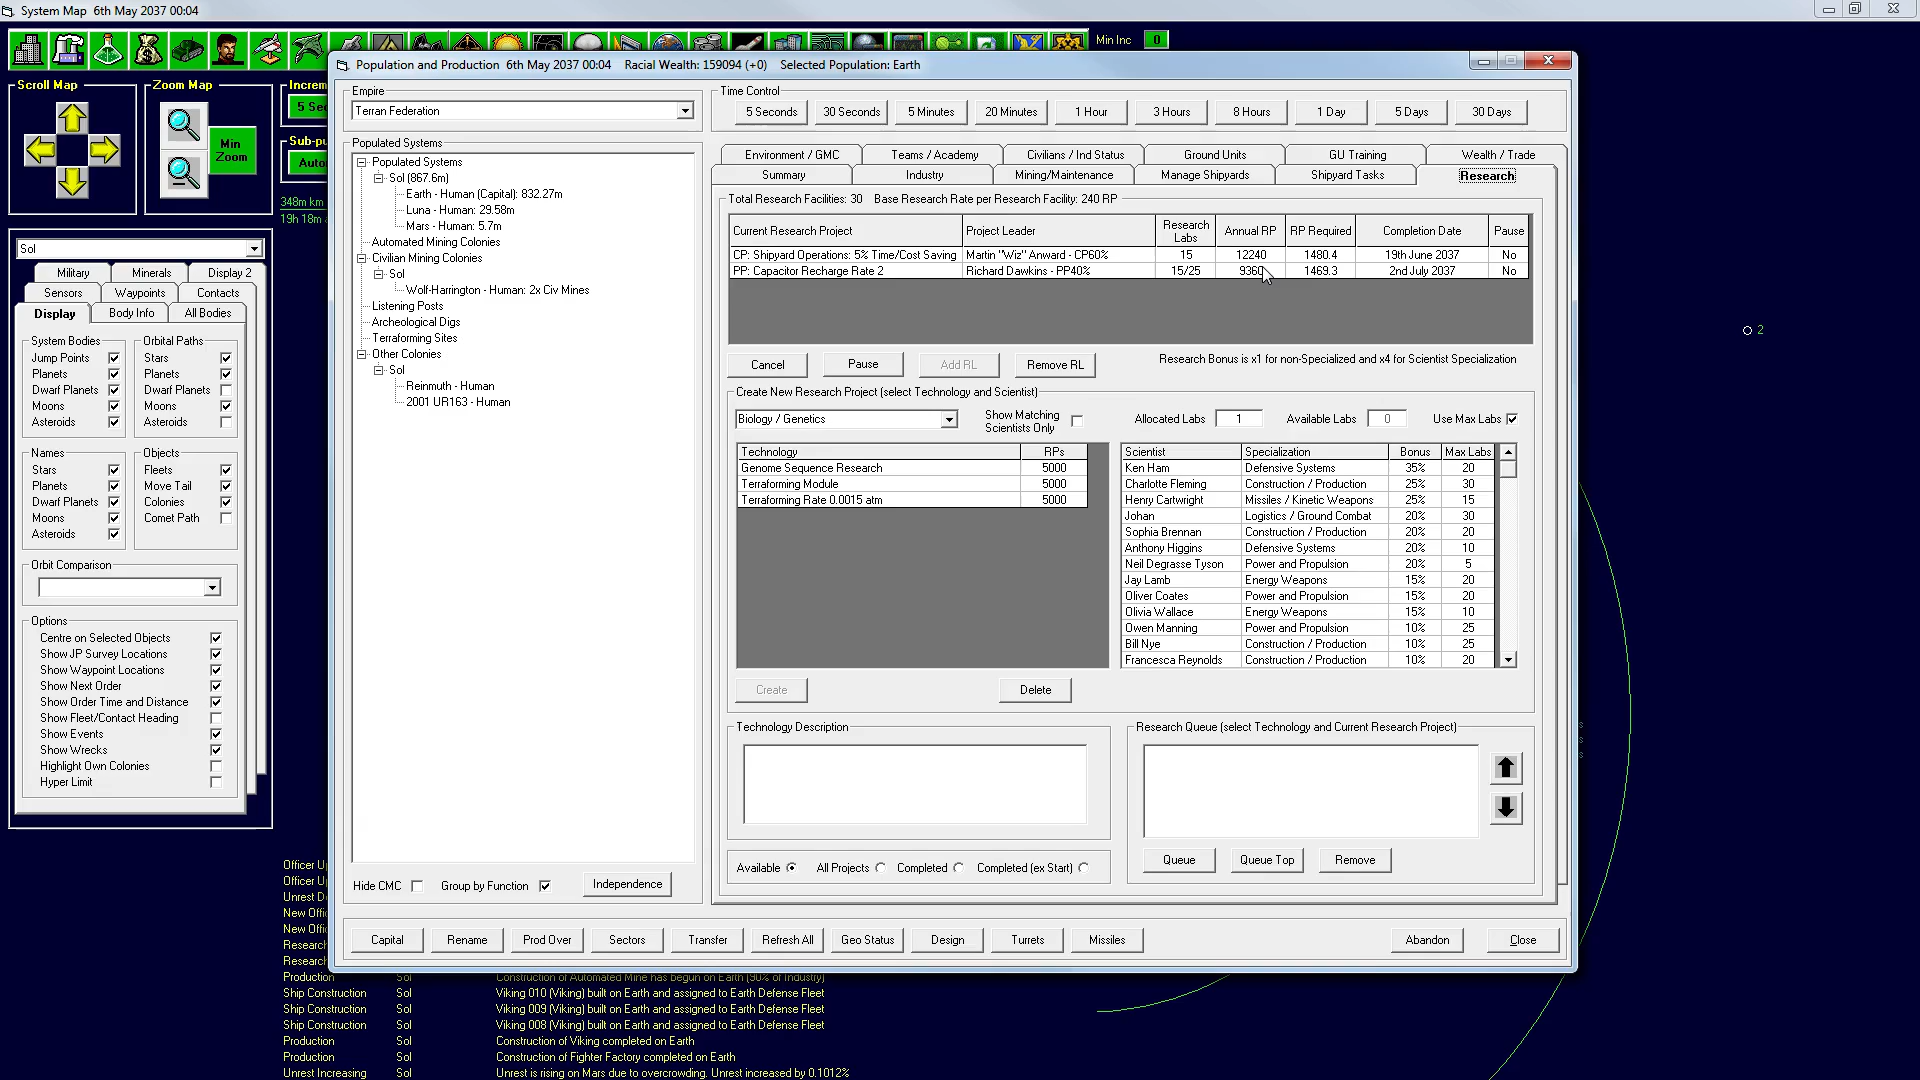 System Map   6th May 2037 00:04
Min Inc   0
Population and Production   6th May 2037 00:04   Racial Wealth: 159094 (+0)   Selected Population: Earth
Scroll Map
Zoom Map
Min
Zoom
Empire
Terran Federation
Time Control
5 Seconds   30 Seconds   5 Minutes   20 Minutes   1 Hour   3 Hours   8 Hours   1 Day   5 Days   30 Days
Populated Systems
Populated Systems
Sol (867.6m)
Earth - Human (Capital): 832.27m
Luna - Human: 29.58m
Mars - Human: 5.7m
Automated Mining Colonies
Civilian Mining Colonies
Sol
Wolf-Harrington - Human: 2x Civ Mines
Listening Posts
Archeological Digs
Terraforming Sites
Other Colonies
Sol
Reinmuth - Human
2001 UR163 - Human
Hide CMC   Group by Function   Independence
Environment / GMC   Teams / Academy   Civilians / Ind Status   Ground Units   GU Training   Wealth / Trade
Summary   Industry   Mining/Maintenance   Manage Shipyards   Shipyard Tasks   Research
Total Research Facilities: 30   Base Research Rate per Research Facility: 240 RP
Current Research Project   Project Leader   Research Labs   Annual RP   RP Required   Completion Date   Pause
CP: Shipyard Operations: 5% Time/Cost Saving   Martin "Wiz" Anward - CP60%   15   12240   1480.4   19th June 2037   No
PP: Capacitor Recharge Rate 2   Richard Dawkins - PP40%   15/25   9360   1469.3   2nd July 2037   No
Cancel   Pause   Add RL   Remove RL   Research Bonus is x1 for non-Specialized and x4 for Scientist Specialization
Create New Research Project (select Technology and Scientist)
Biology / Genetics   Show Matching Scientists Only   Allocated Labs   1   Available Labs   0   Use Max Labs
Technology   RPs
Genome Sequence Research   5000
Terraforming Module   5000
Terraforming Rate 0.0015 atm   5000
Scientist   Specialization   Bonus   Max Labs
Ken Ham   Defensive Systems   35%   20
Charlotte Fleming   Construction / Production   25%   30
Henry Cartwright   Missiles / Kinetic Weapons   25%   15
Johan   Logistics / Ground Combat   20%   30
Sophia Brennan   Construction / Production   20%   20
Anthony Higgins   Defensive Systems   20%   10
Neil Degrasse Tyson   Power and Propulsion   20%   5
Jay Lamb   Energy Weapons   15%   20
Oliver Coates   Power and Propulsion   15%   20
Olivia Wallace   Energy Weapons   15%   10
Owen Manning   Power and Propulsion   10%   25
Bill Nye   Construction / Production   10%   25
Francesca Reynolds   Construction / Production   10%   20
Create   Delete
Technology Description   Research Queue (select Technology and Current Research Project)
Available   All Projects   Completed   Completed (ex Start)
Queue   Queue Top   Remove
Capital   Rename   Prod Over   Sectors   Transfer   Refresh All   Geo Status   Design   Turrets   Missiles   Abandon   Close
Sol
Military   Minerals   Display 2
Sensors   Waypoints   Contacts
Display   Body Info   All Bodies
System Bodies   Orbital Paths
Jump Points   Stars
Planets   Planets
Dwarf Planets   Dwarf Planets
Moons   Moons
Asteroids   Asteroids
Names   Objects
Stars   Fleets
Planets   Move Tail
Dwarf Planets   Colonies
Moons   Comet Path
Asteroids
Orbit Comparison
Options
Centre on Selected Objects
Show JP Survey Locations
Show Waypoint Locations
Show Next Order
Show Order Time and Distance
Show Fleet/Contact Heading
Show Events
Show Wrecks
Highlight Own Colonies
Hyper Limit
348m km
19h 18m
2
Officer
Officer
Unrest
New
New
Production   Sol   Construction of Automated Mine has begun on Earth (90% of Industry)
Ship Construction   Sol   Viking 010 (Viking) built on Earth and assigned to Earth Defense Fleet
Ship Construction   Sol   Viking 009 (Viking) built on Earth and assigned to Earth Defense Fleet
Ship Construction   Sol   Viking 008 (Viking) built on Earth and assigned to Earth Defense Fleet
Production   Sol   Construction of Viking completed on Earth
Production   Sol   Construction of Fighter Factory completed on Earth
Unrest Increasing   Sol   Unrest is rising on Mars due to overcrowding. Unrest increased by 0.1012%